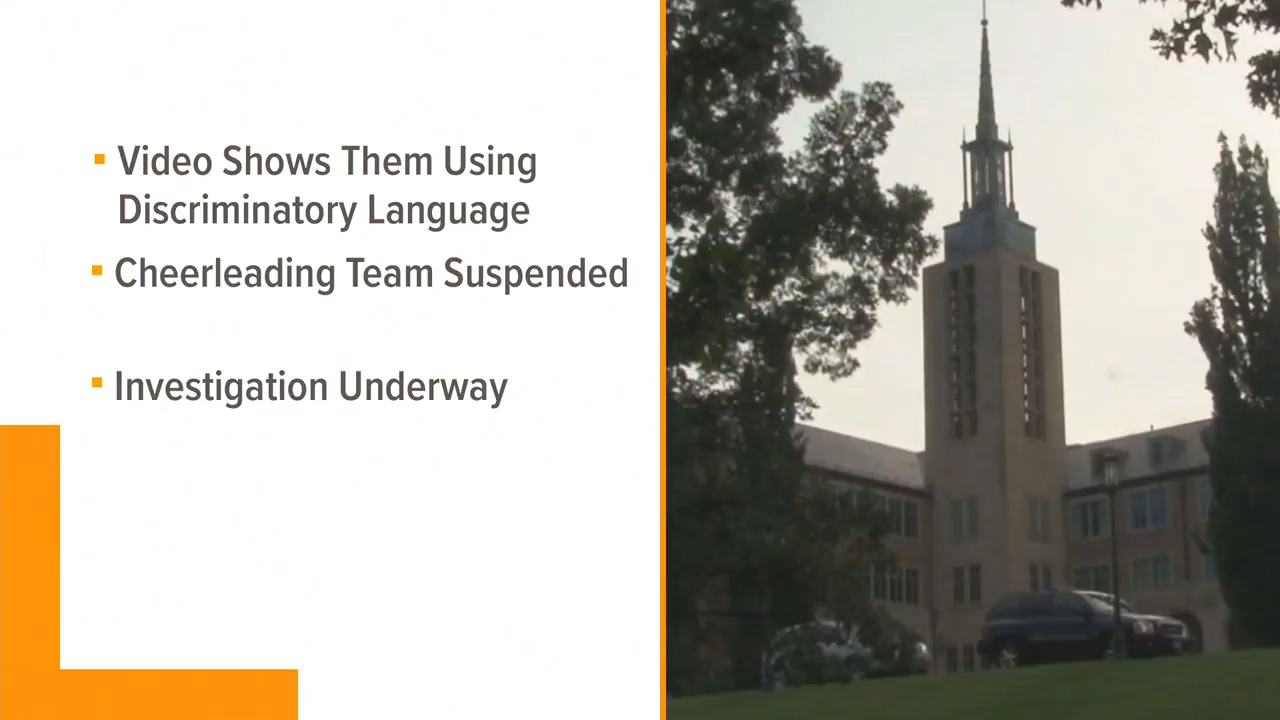 Video Shows Them Using
Discriminatory Language
Cheerleading Team Suspended
Investigation Underway